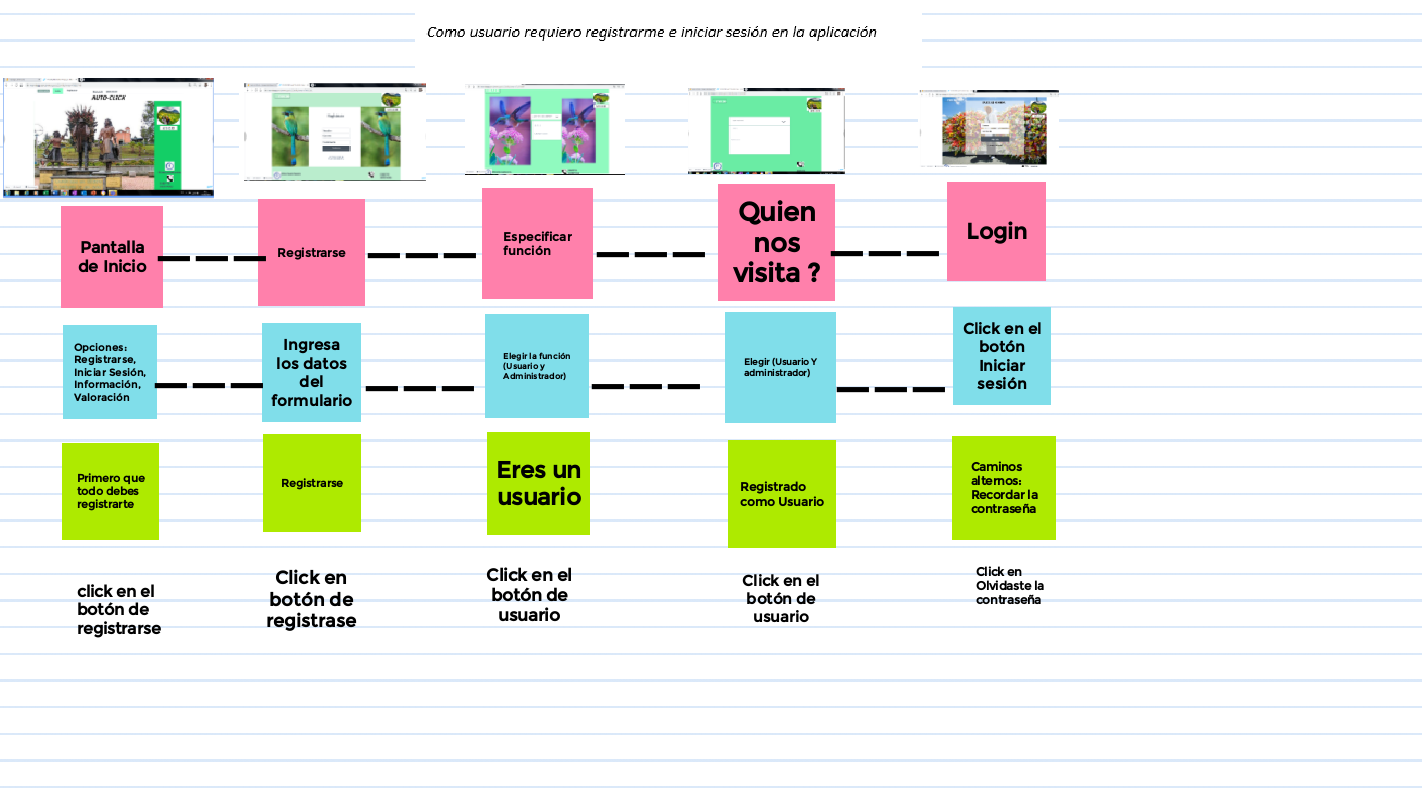 Como usuario requiero registrarme e iniciar sesión en la aplicación
AUTO-CLICK
Pantalla
de Inicio
Registrarse
Especificar
función
Quien
nos
visita ?
Login
Opciones:
Registrarse,
Iniciar Sesión,
Información,
Valoración
Ingresa
los datos
del
formulario
Elegir la función
(Usuario y
Administrador)
Elegir (Usuario Y
administrador)
Click en el
botón
Iniciar
sesión
Primero que
todo debes
registrarte
Registrarse
Eres un
usuario
Registrado
como Usuario
Caminos
alternos:
Recordar la
contraseña
click en el
botón de
registrarse
Click en
botón de
registrase
Click en el
botón de
usuario
Click en el
botón de
usuario
Click en
Olvidaste la
contraseña